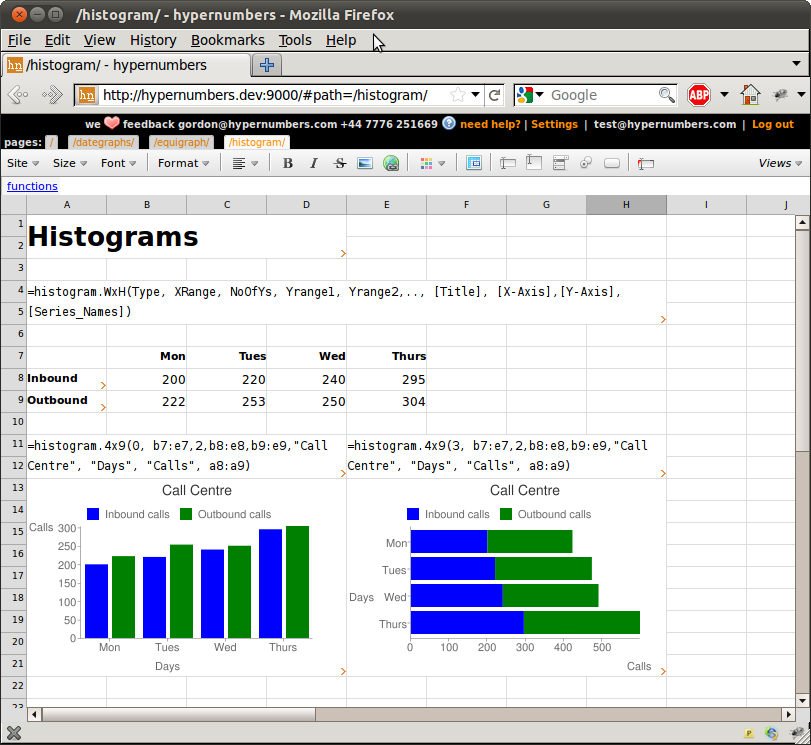 /histogram/ - hypernumbers - Mozilla Firefox
File Edit View History Bookmarks Tools Help
hn /histogram/ - hypernumbers
hn http://hypernumbers.dev:9000/#path=/histogram/ Google ABP
we feedback gordon@hypernumbers.com +44 7776 251669 need help? | Settings | test@hypernumbers.com | Log out
pages: / /dategraphs/ /equigraph/ /histogram/
Site Size Font Format B I S Views
functions
A B C D E F G H I J
1 Histograms
2
3
4 =histogram.WxH(Type, XRange, NoOfYs, Yrange1, Yrange2,.., [Title], [X-Axis],[Y-Axis],
5 [Series_Names])
6
7 Mon Tues Wed Thurs
8 Inbound 200 220 240 295
9 Outbound 222 253 250 304
10
11 =histogram.4x9(0, b7:e7,2,b8:e8,b9:e9,"Call =histogram.4x9(3, b7:e7,2,b8:e8,b9:e9,"Call
12 Centre", "Days", "Calls", a8:a9) Centre", "Days", "Calls", a8:a9)
13 Call Centre Call Centre
14 Inbound calls Outbound calls Inbound calls Outbound calls
15
16
17
18
19
20
21
22
23
Calls
300
250
200
150
100
50
0
Mon Tues Wed Thurs
Days
Mon
Tues
Days Wed
Thurs
0 100 200 300 400 500
Calls
P